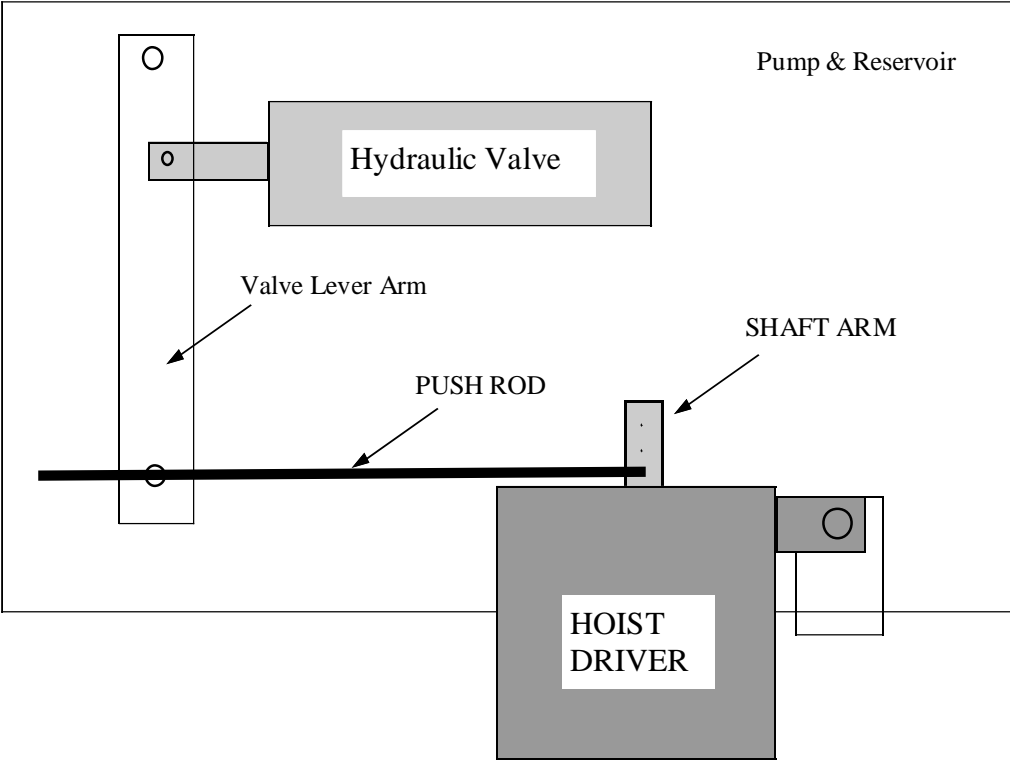 Pump & Reservoir
Hydraulic Valve
Valve Lever Arm
SHAFT ARM
PUSH ROD
HOIST
DRIVER